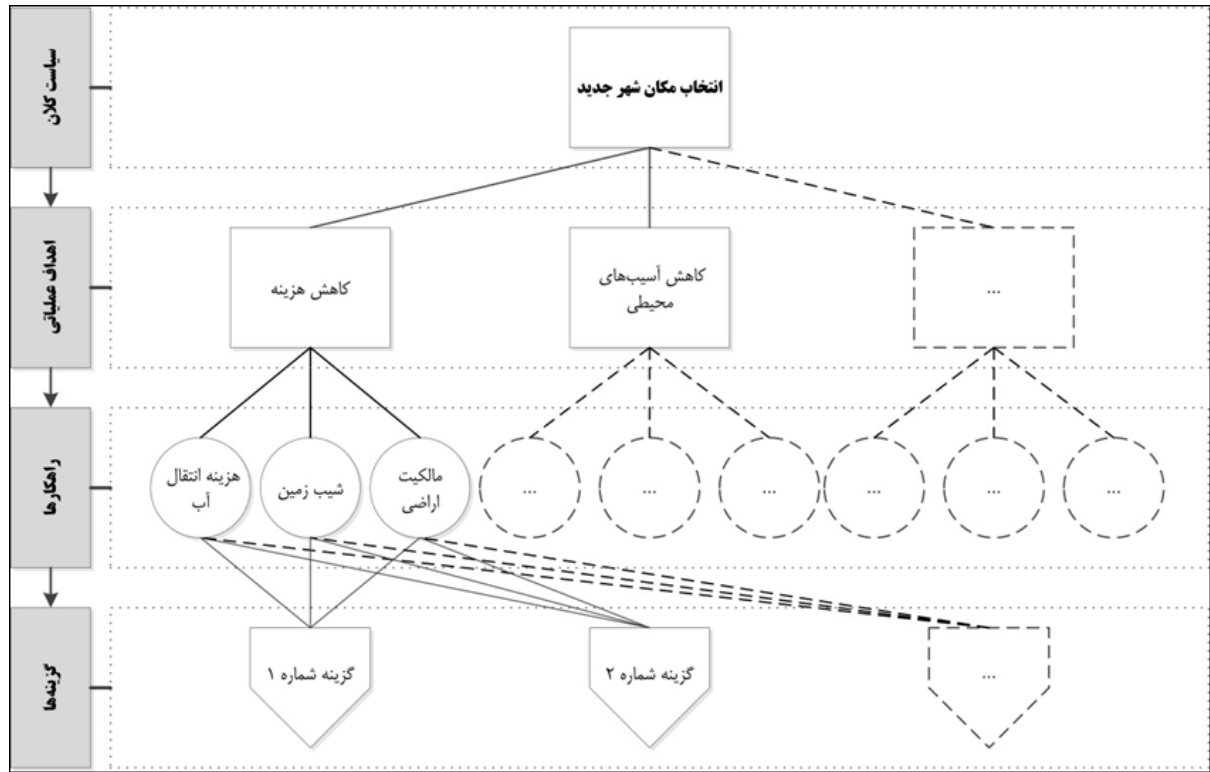 سیاست کلان
انتخاب مکان شهر جدید
اهداف عملیاتی
...
کاهش آسیب‌های
محیطی
کاهش هزینه
راهکارها
...
...
...
...
...
...
مالکیت
اراضی
شیب زمین
هزینه انتقال
آب
گزینه‌ها
...
گزینه شماره ۲
گزینه شماره ۱